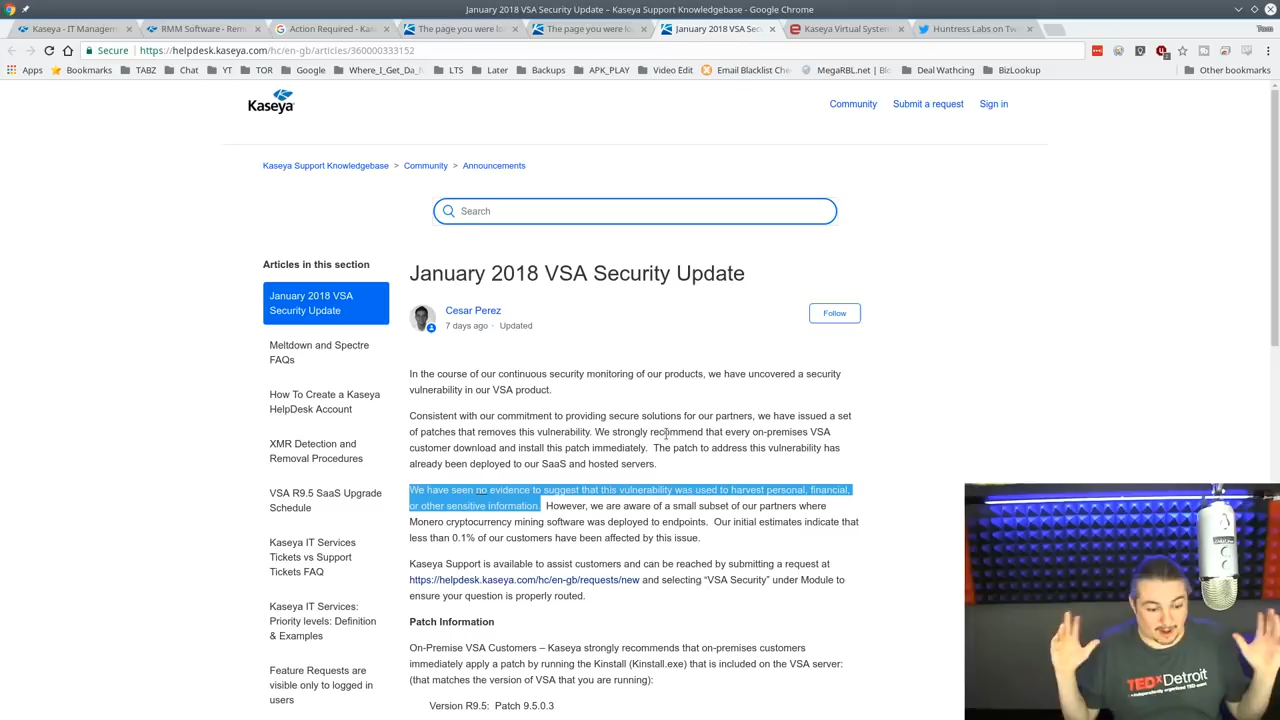 January 2018 VSA Security Update – Kaseya Support Knowledgebase - Google Chrome
Kaseya - IT Managem
RMM Software - Remo
Action Required - Kas
The page you were lo
The page you were lo
January 2018 VSA Secu
Kaseya Virtual System
Huntress Labs on Tw
Tom
Secure
https://helpdesk.kaseya.com/hc/en-gb/articles/360000333152
Apps
Bookmarks
TABZ
Chat
YT
TOR
Google
Where_I_Get_Da_
LTS
Later
Backups
APK_PLAY
Video Edit
Email Blacklist Che
MegaRBL.net | Blo
Deal Wathcing
BizLookup
Other bookmarks
Kaseya
Community
Submit a request
Sign in
Kaseya Support Knowledgebase > Community > Announcements
Search
Articles in this section
January 2018 VSA
Security Update
Meltdown and Spectre
FAQs
How To Create a Kaseya
HelpDesk Account
XMR Detection and
Removal Procedures
VSA R9.5 SaaS Upgrade
Schedule
Kaseya IT Services
Tickets vs Support
Tickets FAQ
Kaseya IT Services:
Priority levels: Definition
& Examples
Feature Requests are
visible only to logged in
users
January 2018 VSA Security Update
Cesar Perez
7 days ago · Updated
Follow
In the course of our continuous security monitoring of our products, we have uncovered a security
vulnerability in our VSA product.
Consistent with our commitment to providing secure solutions for our partners, we have issued a set
of patches that removes this vulnerability. We strongly recommend that every on-premises VSA
customer download and install this patch immediately. The patch to address this vulnerability has
already been deployed to our SaaS and hosted servers.
We have seen no evidence to suggest that this vulnerability was used to harvest personal, financial,
or other sensitive information. However, we are aware of a small subset of our partners where
Monero cryptocurrency mining software was deployed to endpoints. Our initial estimates indicate that
less than 0.1% of our customers have been affected by this issue.
Kaseya Support is available to assist customers and can be reached by submitting a request at
https://helpdesk.kaseya.com/hc/en-gb/requests/new and selecting “VSA Security” under Module to
ensure your question is properly routed.
Patch Information
On-Premise VSA Customers – Kaseya strongly recommends that on-premises customers
immediately apply a patch by running the Kinstall (Kinstall.exe) that is included on the VSA server:
(that matches the version of VSA that you are running):
Version R9.5: Patch 9.5.0.3
TEDxDetroit